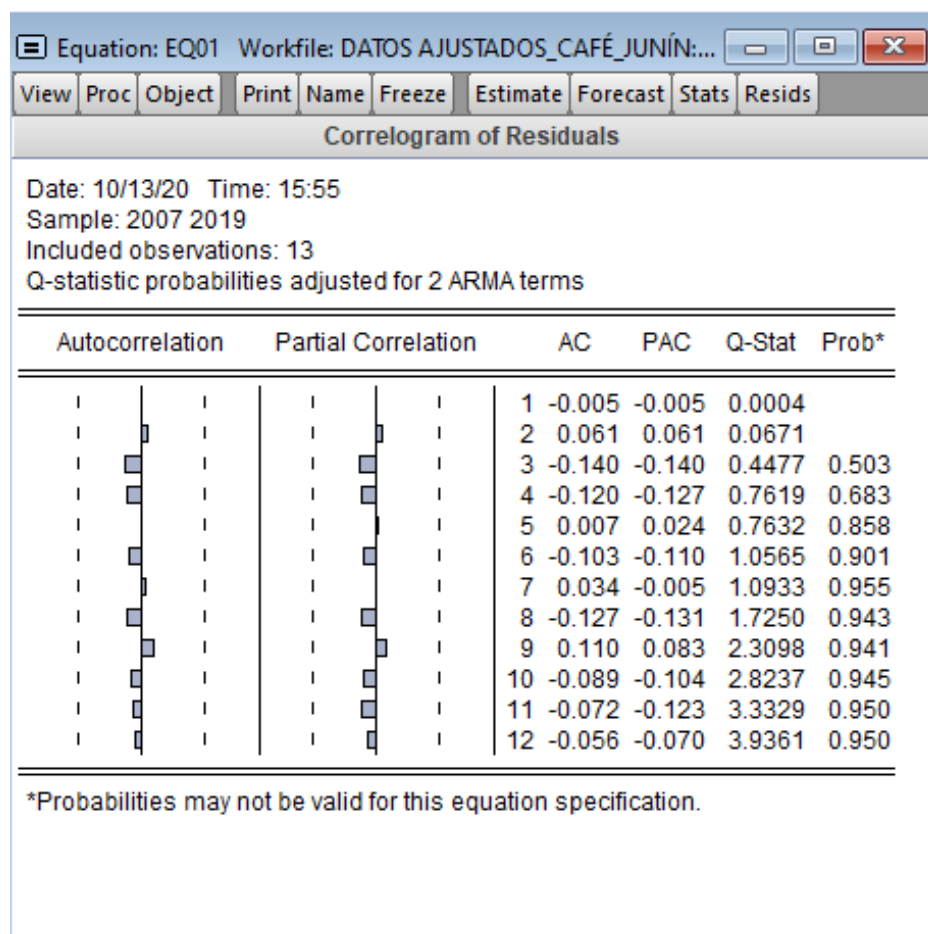 Equation: EQ01 Workfile: DATOS AJUSTADOS_CAFÉ_JUNÍN:...
View Proc Object Print Name Freeze Estimate Forecast Stats Resids
Correlogram of Residuals
Date: 10/13/20 Time: 15:55
Sample: 2007 2019
Included observations: 13
Q-statistic probabilities adjusted for 2 ARMA terms
Autocorrelation Partial Correlation AC PAC Q-Stat Prob*
1 -0.005 -0.005 0.0004
2 0.061 0.061 0.0671
3 -0.140 -0.140 0.4477 0.503
4 -0.120 -0.127 0.7619 0.683
5 0.007 0.024 0.7632 0.858
6 -0.103 -0.110 1.0565 0.901
7 0.034 -0.005 1.0933 0.955
8 -0.127 -0.131 1.7250 0.943
9 0.110 0.083 2.3098 0.941
10 -0.089 -0.104 2.8237 0.945
11 -0.072 -0.123 3.3329 0.950
12 -0.056 -0.070 3.9361 0.950
*Probabilities may not be valid for this equation specification.